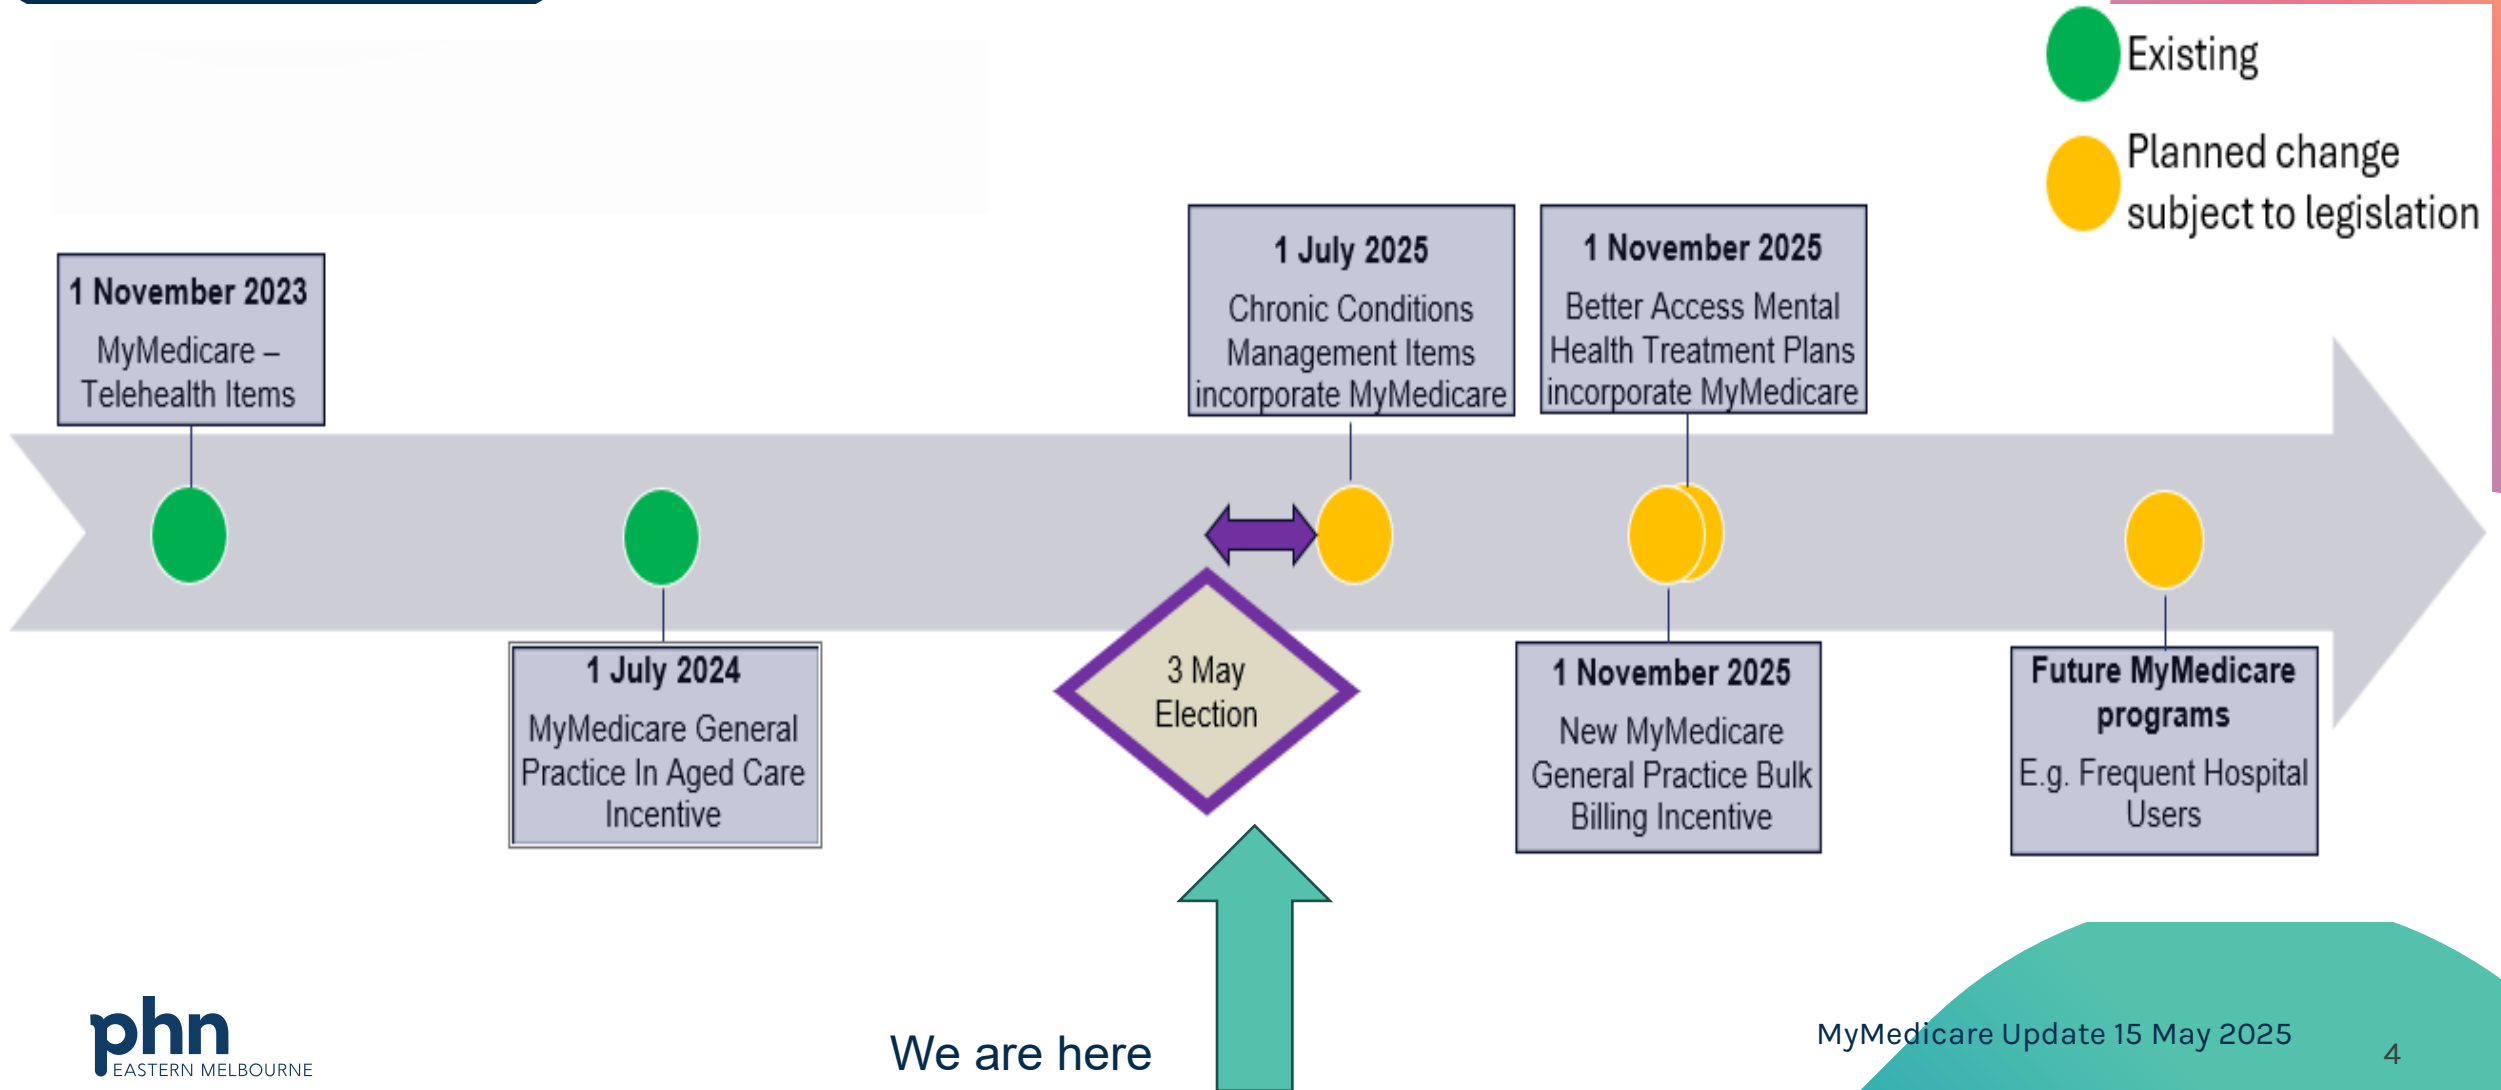 Existing
Planned change
subject to legislation
1 November 2023
MyMedicare –
Telehealth Items
1 July 2025
Chronic Conditions
Management Items
incorporate MyMedicare
1 November 2025
Better Access Mental
Health Treatment Plans
incorporate MyMedicare
1 July 2024
MyMedicare General
Practice In Aged Care
Incentive
3 May
Election
1 November 2025
New MyMedicare
General Practice Bulk
Billing Incentive
Future MyMedicare
programs
E.g. Frequent Hospital
Users
We are here
phn
EASTERN MELBOURNE
MyMedicare Update 15 May 2025
4